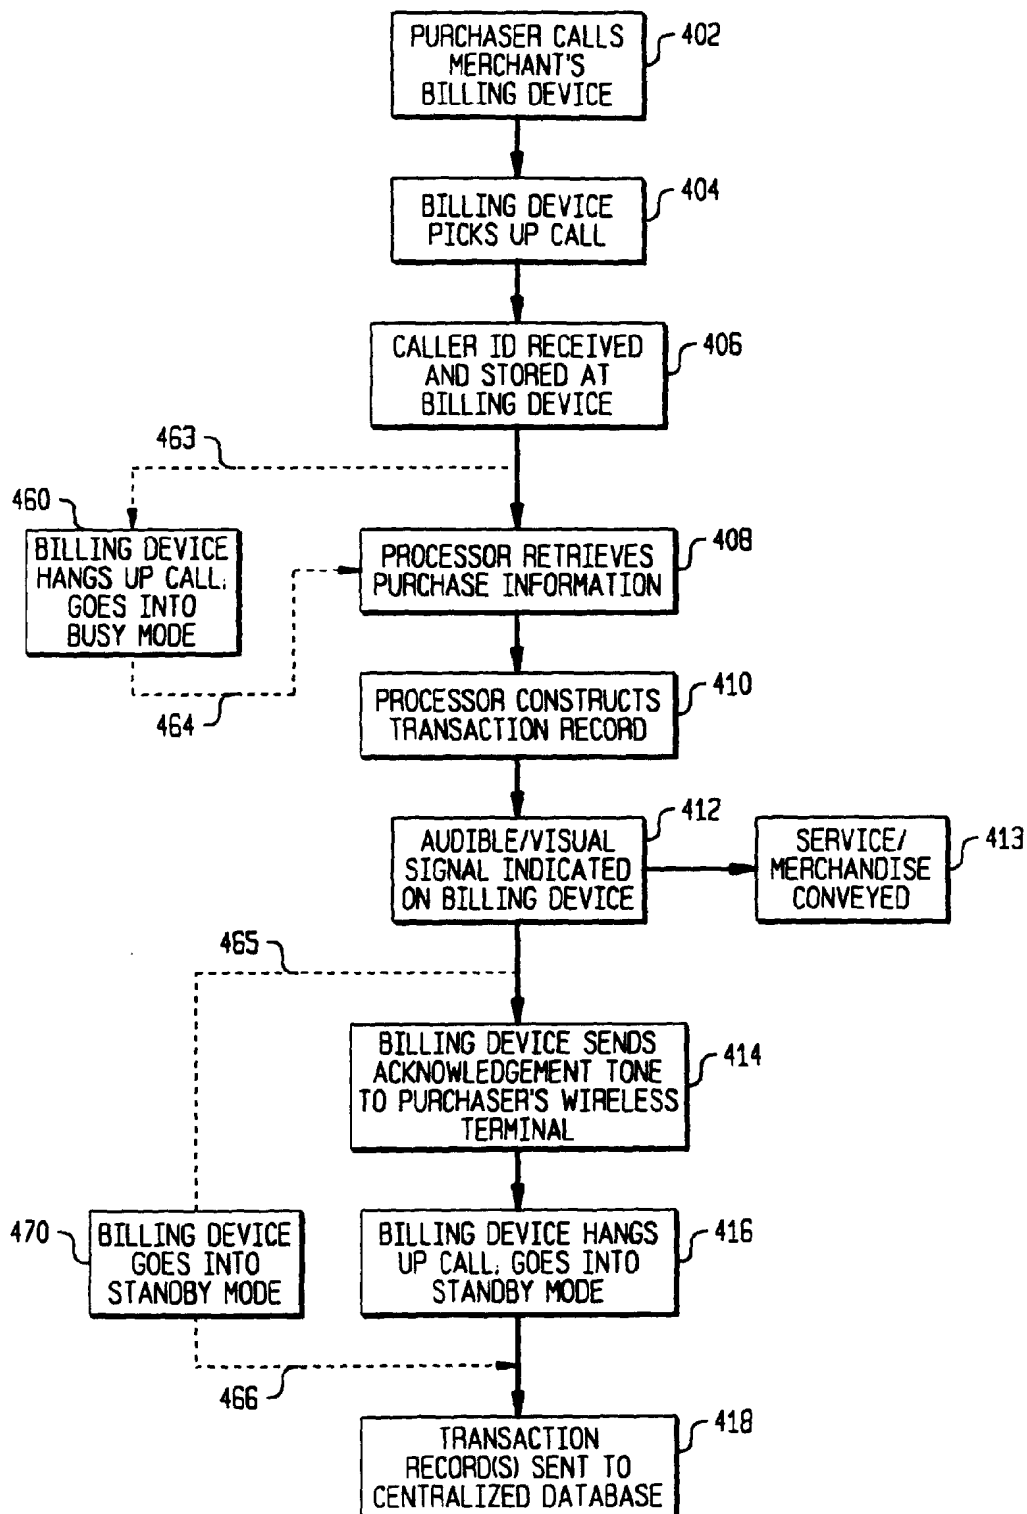 PURCHASER CALLS
MERCHANT'S
BILLING DEVICE
402
BILLING DEVICE
PICKS UP CALL
404
CALLER ID RECEIVED
AND STORED AT
BILLING DEVICE
406
463
460
BILLING DEVICE
HANGS UP CALL;
GOES INTO
BUSY MODE
464
PROCESSOR RETRIEVES
PURCHASE INFORMATION
408
PROCESSOR CONSTRUCTS
TRANSACTION RECORD
410
AUDIBLE/VISUAL
SIGNAL INDICATED
ON BILLING DEVICE
412
SERVICE/
MERCHANDISE
CONVEYED
413
465
BILLING DEVICE SENDS
ACKNOWLEDGEMENT TONE
TO PURCHASER'S WIRELESS
TERMINAL
414
470
BILLING DEVICE
GOES INTO
STANDBY MODE
BILLING DEVICE HANGS
UP CALL; GOES INTO
STANDBY MODE
416
466
TRANSACTION
RECORD(S) SENT TO
CENTRALIZED DATABASE
418